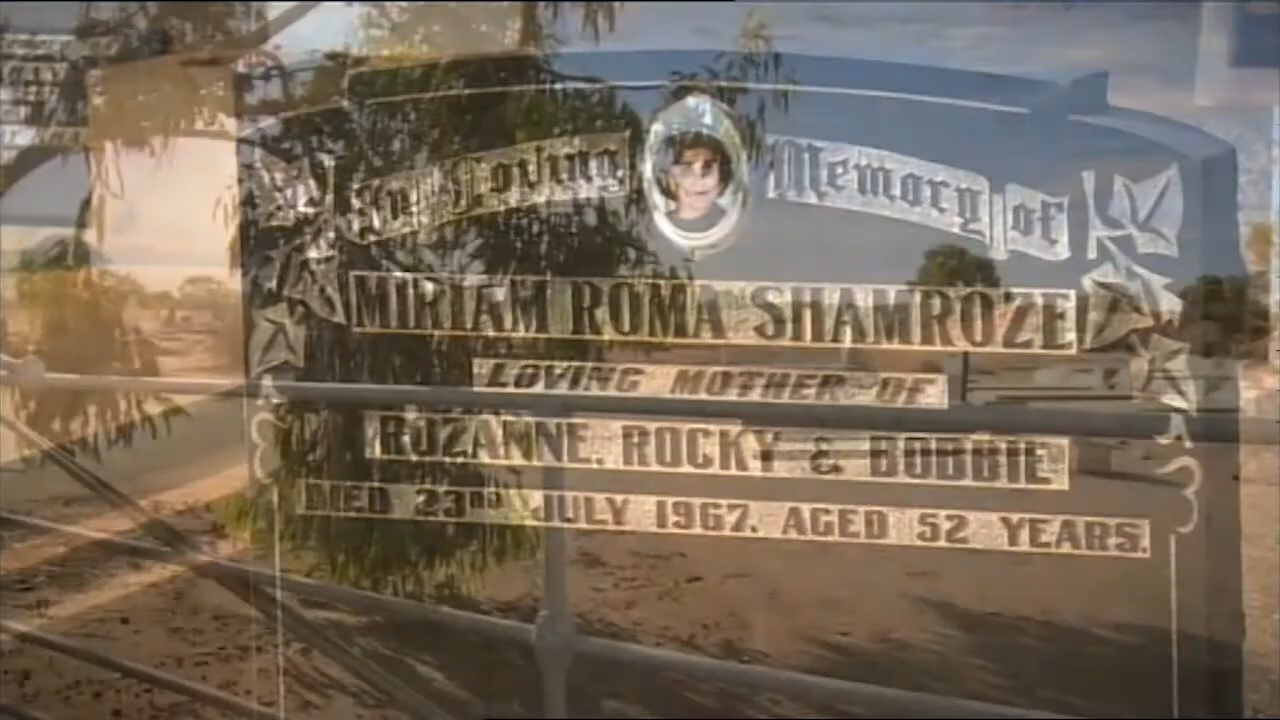 In Loving Memory of
MIRIAM ROMA SHAMROZE
LOVING MOTHER OF
ROZANNE, ROCKY & BOBBIE
DIED 23RD JULY 1967. AGED 52 YEARS.